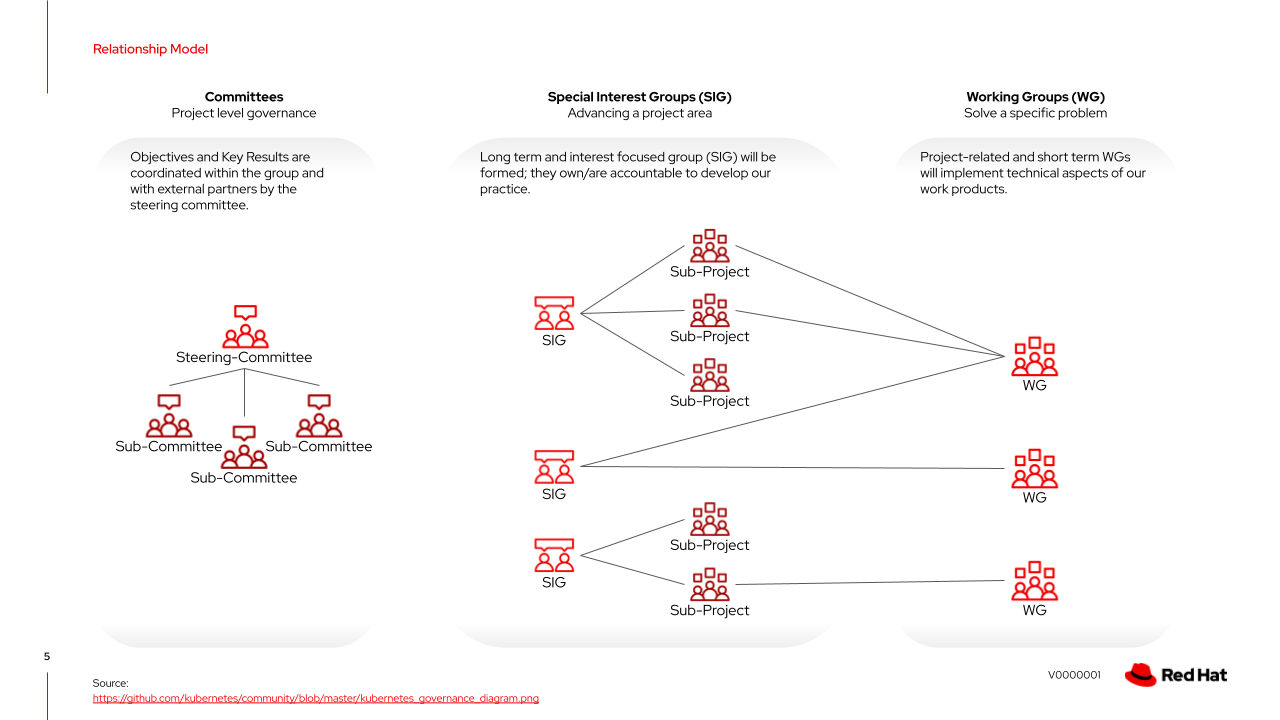 Relationship Model
Committees
Project level governance
Objectives and Key Results are
coordinated within the group and
with external partners by the
steering committee.
Steering-Committee
Sub-Committee
Sub-Committee
Sub-Committee
Special Interest Groups (SIG)
Advancing a project area
Long term and interest focused group (SIG) will be
formed; they own/are accountable to develop our
practice.
Sub-Project
SIG
Sub-Project
Sub-Project
SIG
Sub-Project
SIG
Sub-Project
Working Groups (WG)
Solve a specific problem
Project-related and short term WGs
will implement technical aspects of our
work products.
WG
WG
WG
5
Source:
https://github.com/kubernetes/community/blob/master/kubernetes_governance_diagram.png
V0000001
Red Hat